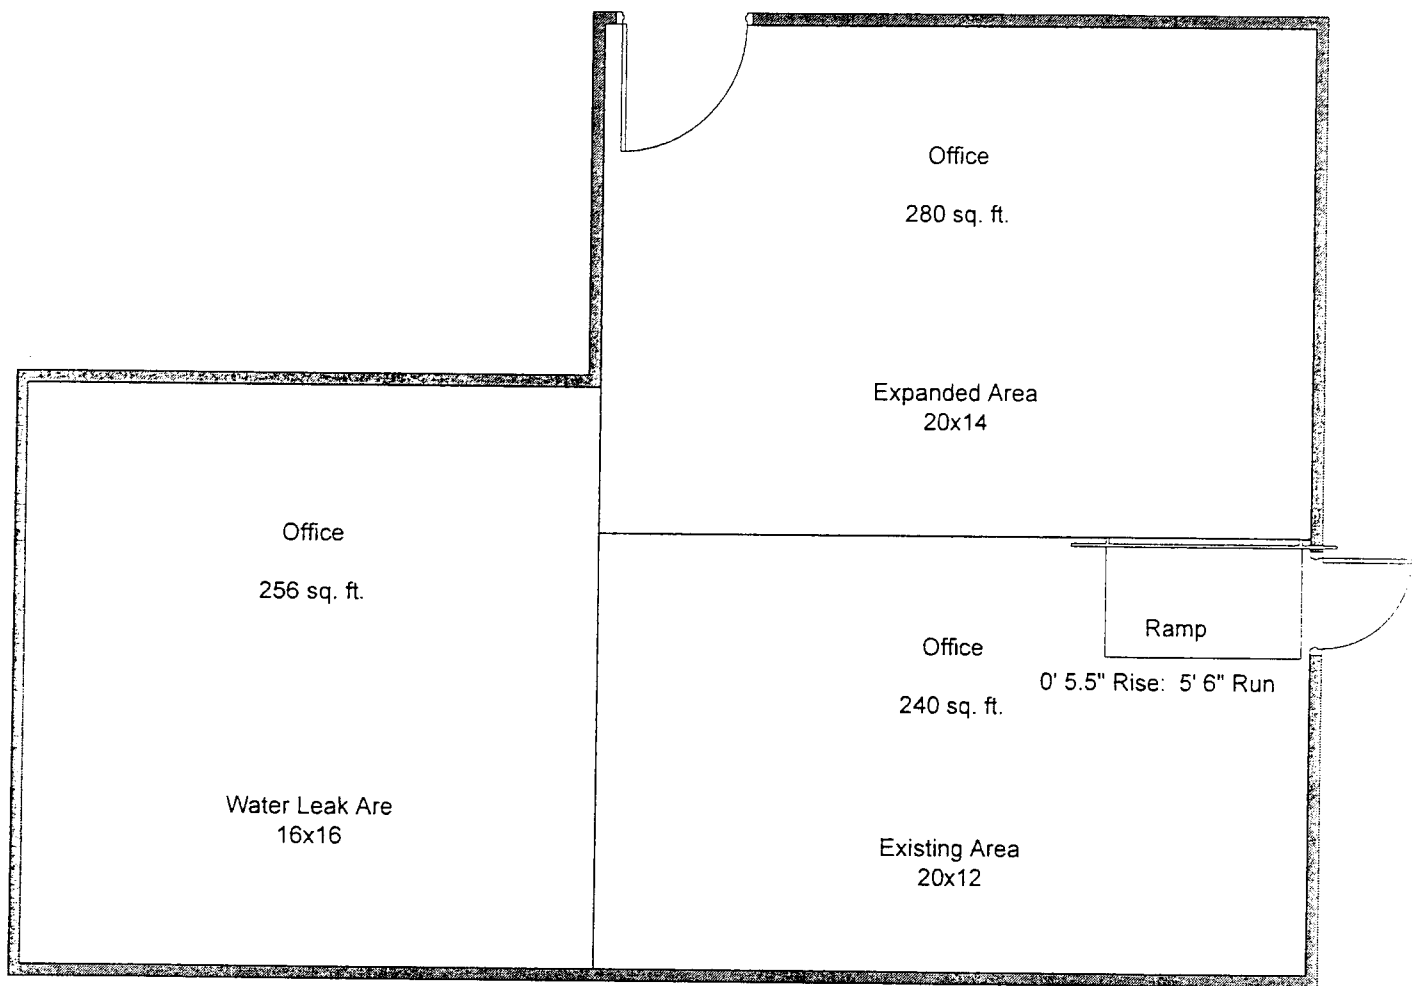 Office
280 sq. ft.
Expanded Area
20x14
Office
256 sq. ft.
Water Leak Are
16x16
Office
240 sq. ft.
Ramp
0' 5.5" Rise: 5' 6" Run
Existing Area
20x12